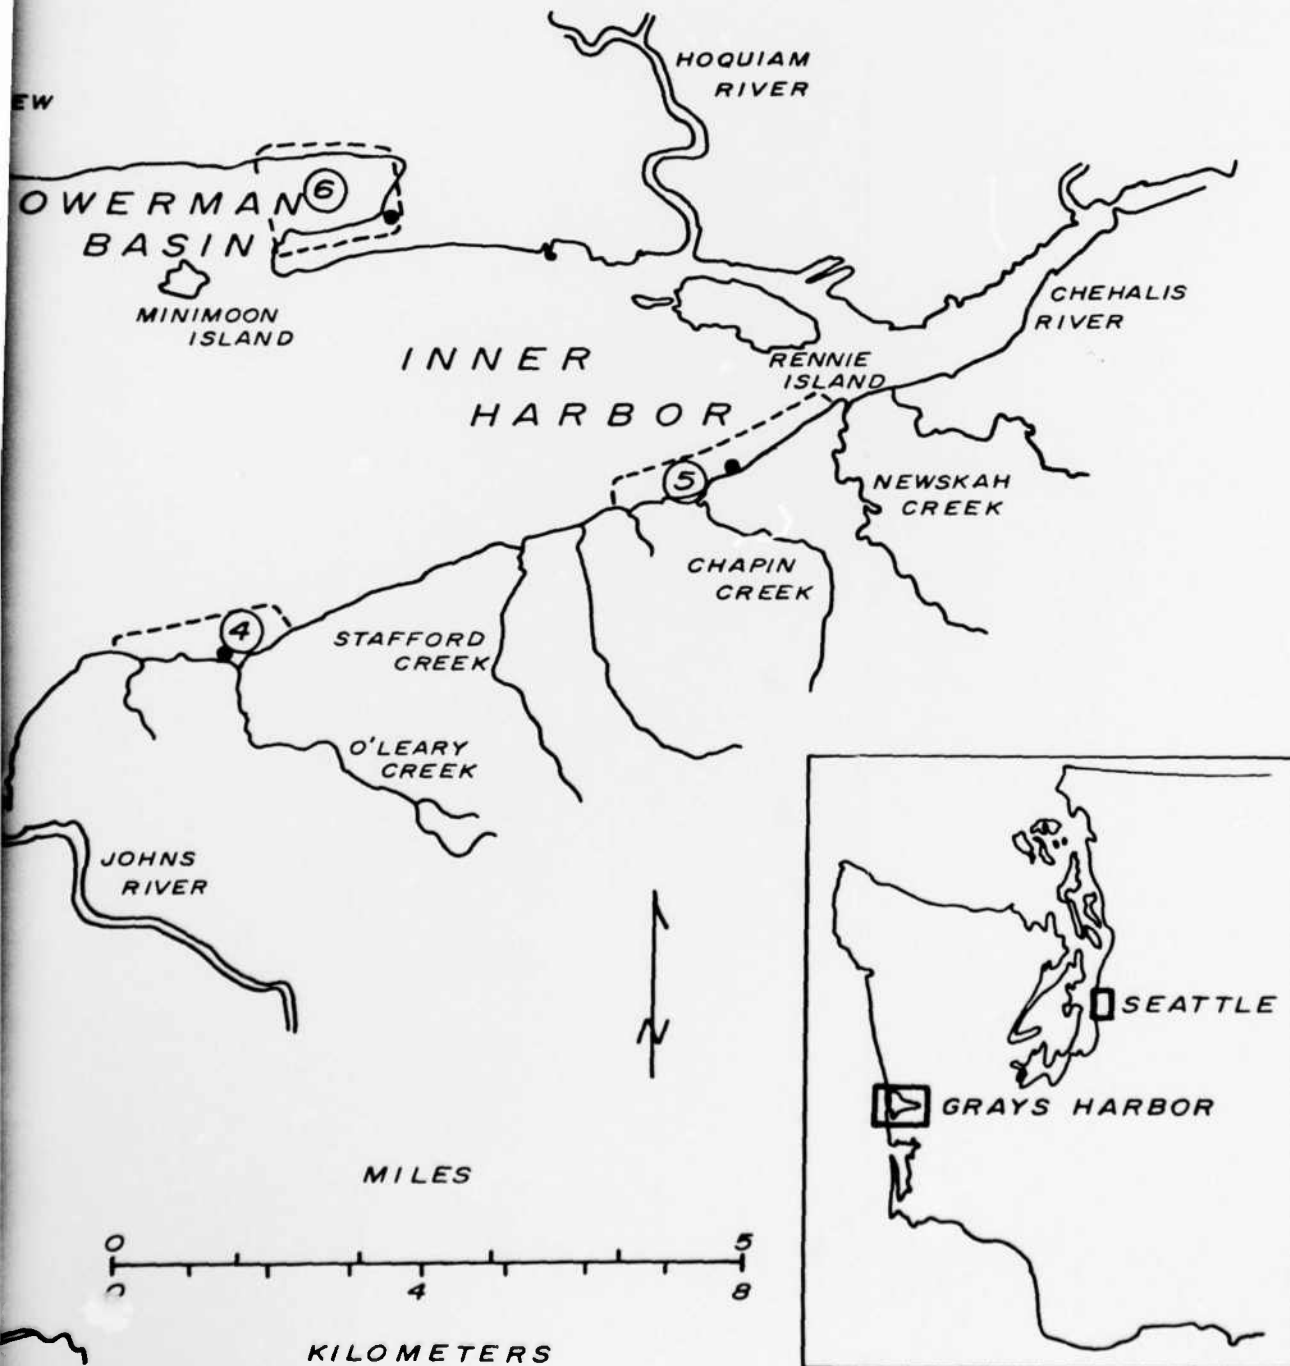 HOQUIAM
RIVER
EW
6
OWERMAN
BASIN
MINIMOON
ISLAND
CHEHALIS
RIVER
INNER
HARBOR
RENNIE
ISLAND
5
NEWSKAH
CREEK
CHAPIN
CREEK
4
STAFFORD
CREEK
O'LEARY
CREEK
JOHNS
RIVER
N
SEATTLE
GRAYS HARBOR
MILES
0 5
0 4 8
KILOMETERS